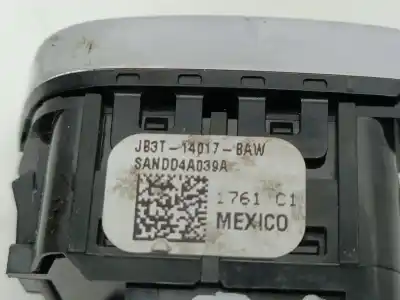 JB3T-14017-BAW
SANDD4A039A
1761 C1
MEXICO